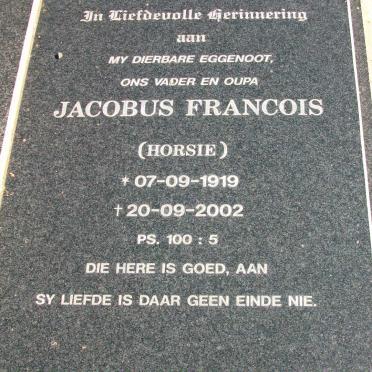 In Liefdevolle Herinnering
aan
MY DIERBARE EGGENOOT,
ONS VADER EN OUPA
JACOBUS FRANCOIS
(HORSIE)
* 07-09-1919
† 20-09-2002
PS. 100 : 5
DIE HERE IS GOED, AAN
SY LIEFDE IS DAAR GEEN EINDE NIE.